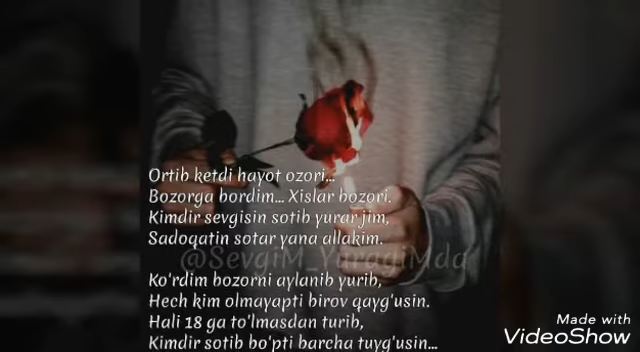 Ortib ketdi hayot ozori...
Bozorga bordim... Xislar bozori.
Kimdir sevgisin sotib yurar jim,
Sadoqatin sotar yana allakim.
@SevgiM_YuragiMda
Ko'rdim bozorni aylanib yurib,
Hech kim olmayapti birov qayg'usin.
Hali 18 ga to'lmasdan turib,
Kimdir sotib bo'pti barcha tuyg'usin...
Made with
VideoShow